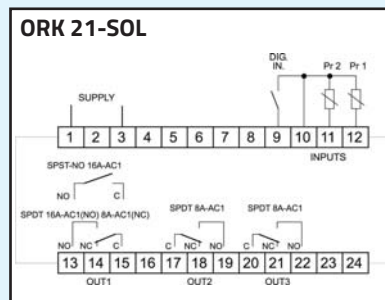 ORK 21-SOL
DIG. IN.
Pr 2 Pr 1
SUPPLY
1 2 3 4 5 6 7 8 9 10 11 12
INPUTS
SPST-NO 16A-AC1
NO C
SPDT 16A-AC1(NO) 8A-AC1(NC) SPDT 8A-AC1 SPDT 8A-AC1
NO NC C C NC NO C NC NO
13 14 15 16 17 18 19 20 21 22 23 24
OUT1 OUT2 OUT3